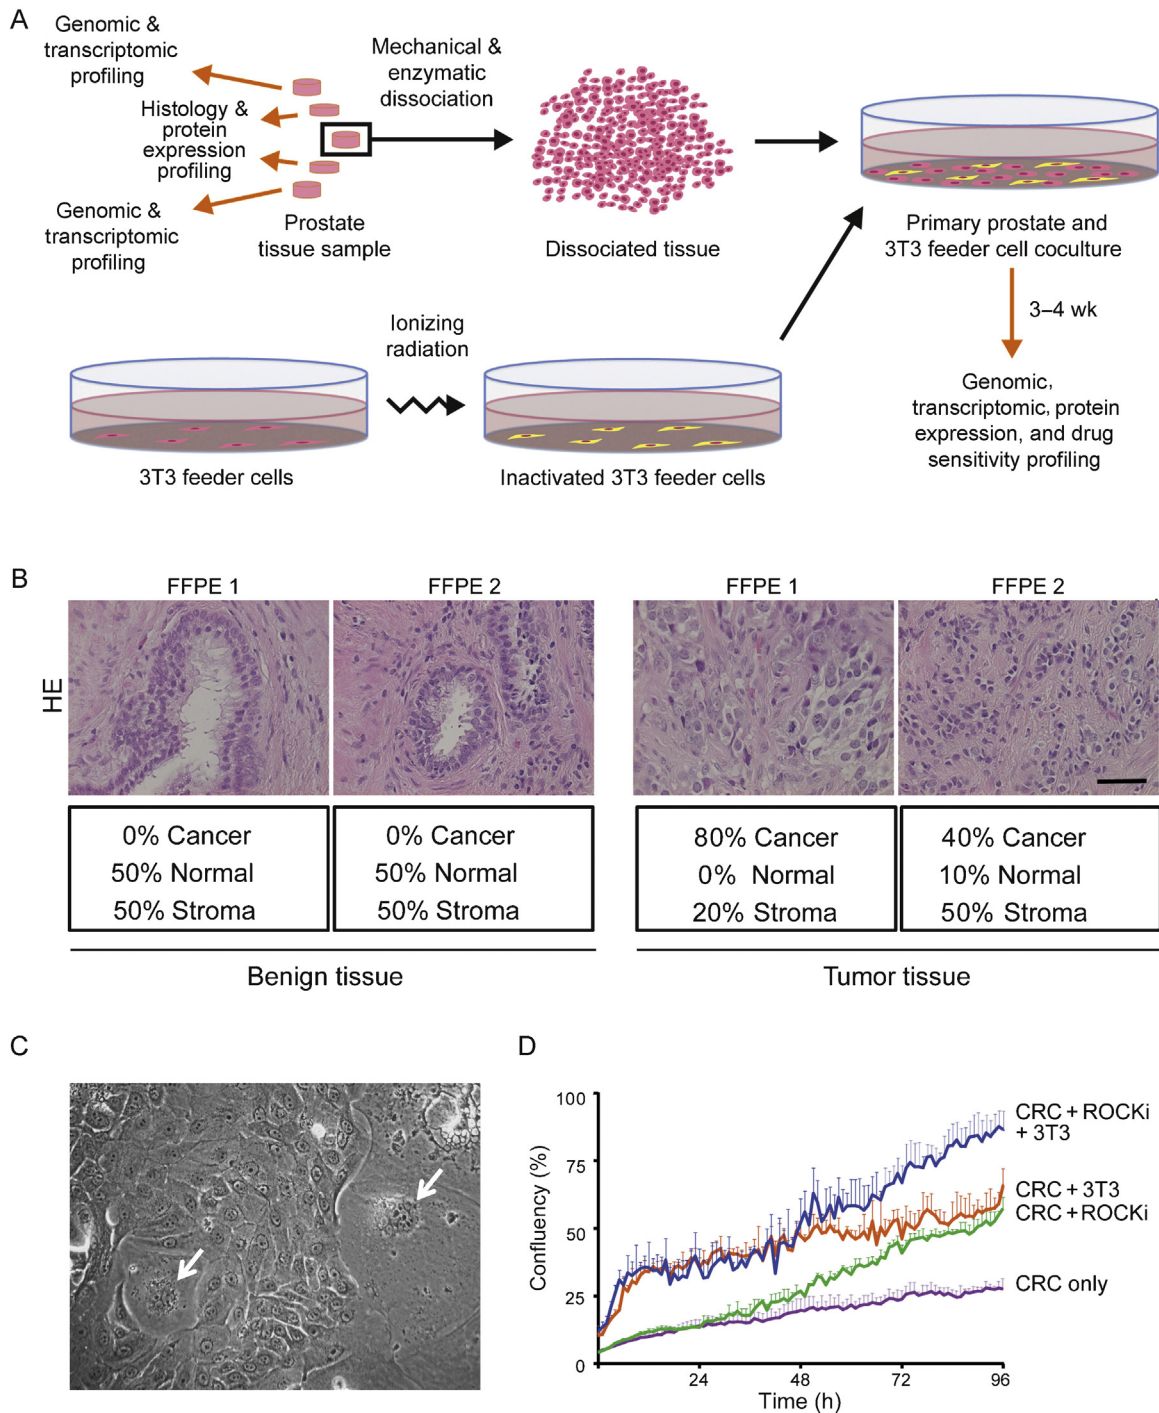 A
Genomic &
transcriptomic
profiling
Histology &
protein
expression
profiling
Genomic &
transcriptomic
profiling
Prostate
tissue sample
Mechanical &
enzymatic
dissociation
Dissociated tissue
Primary prostate and
3T3 feeder cell coculture
3–4 wk
Genomic,
transcriptomic, protein
expression, and drug
sensitivity profiling
Ionizing
radiation
3T3 feeder cells
Inactivated 3T3 feeder cells
B
FFPE 1
FFPE 2
FFPE 1
FFPE 2
HE
0% Cancer
50% Normal
50% Stroma
0% Cancer
50% Normal
50% Stroma
80% Cancer
0% Normal
20% Stroma
40% Cancer
10% Normal
50% Stroma
Benign tissue
Tumor tissue
C
D
Confluency (%)
100
75
50
25
0
24
48
72
96
Time (h)
CRC + ROCKi
+ 3T3
CRC + 3T3
CRC + ROCKi
CRC only